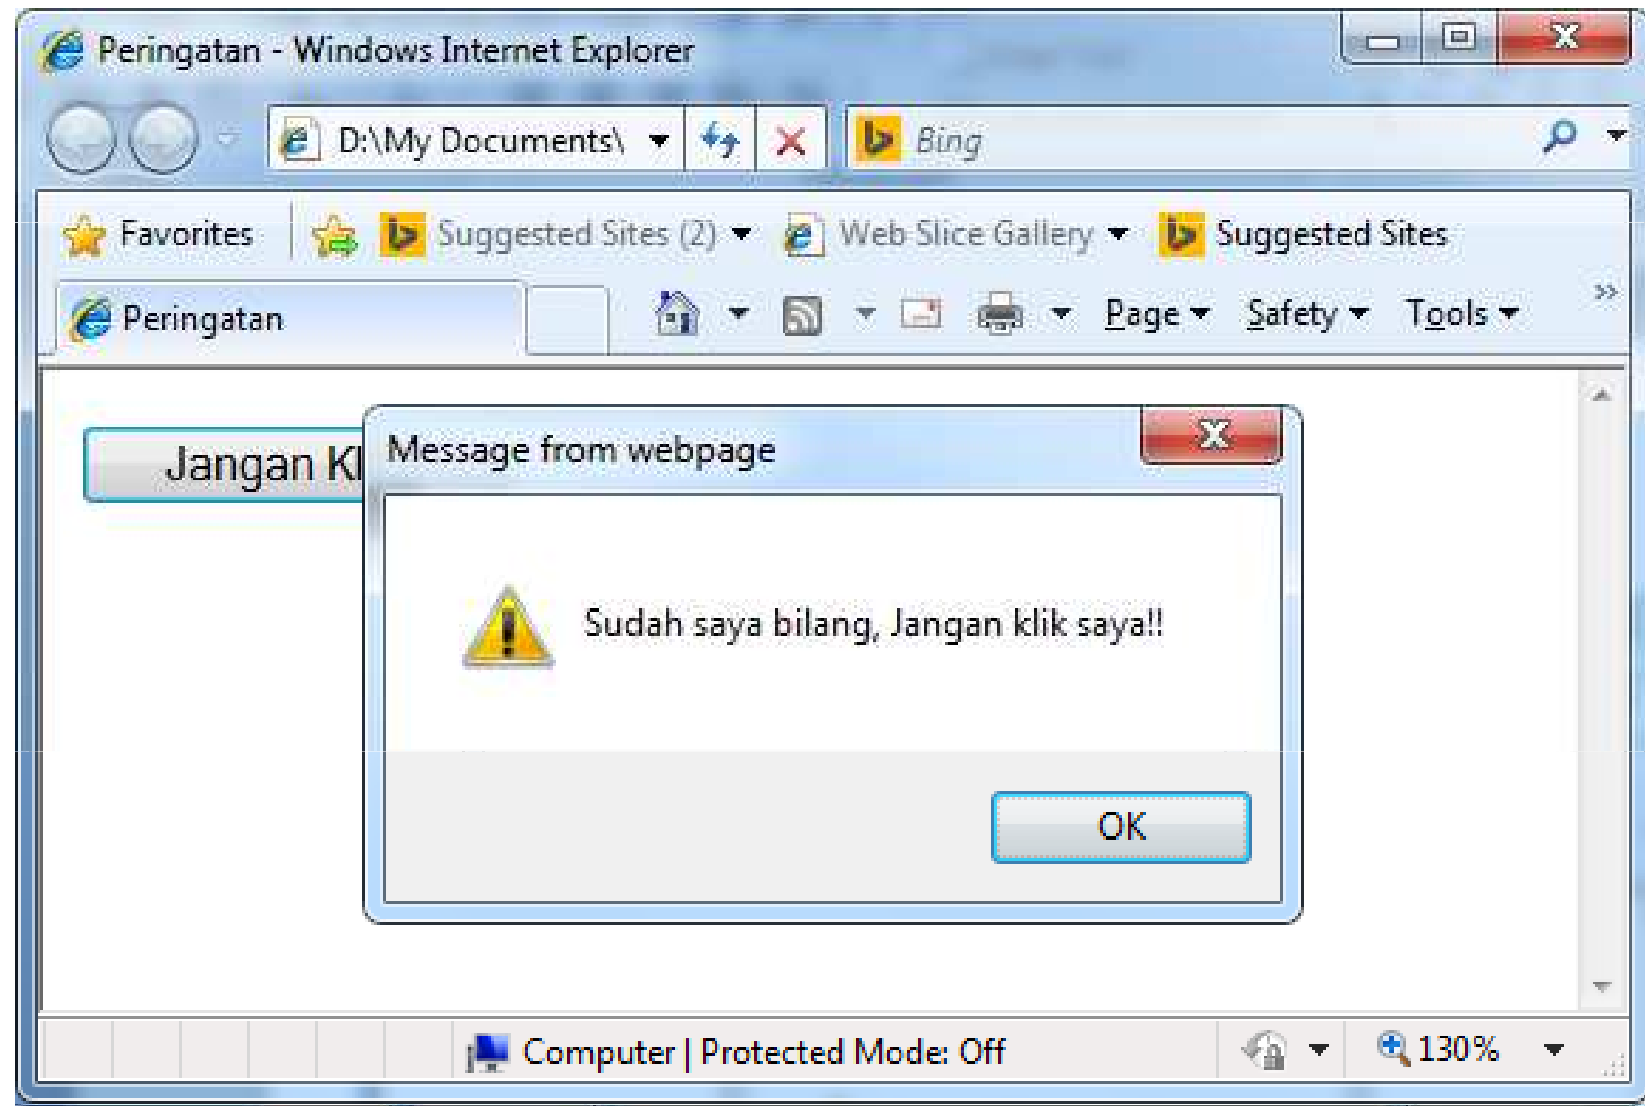 Peringatan - Windows Internet Explorer
D:\My Documents\ Bing
Favorites Suggested Sites (2) Web Slice Gallery Suggested Sites
Peringatan Page Safety Tools »
Jangan Kl
Message from webpage
Sudah saya bilang, Jangan klik saya!!
OK
Computer | Protected Mode: Off 130%